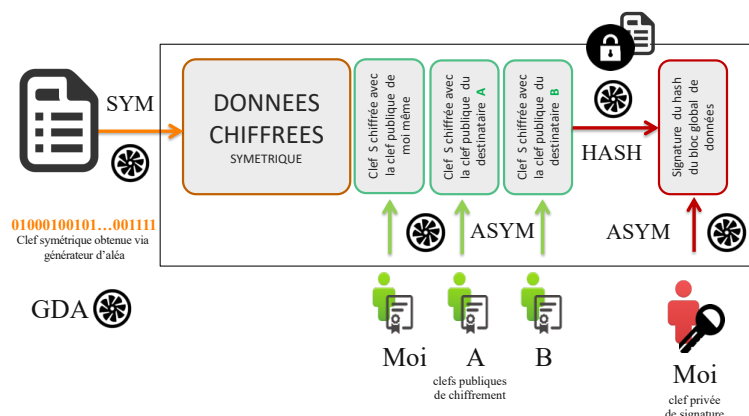 SYM
01000100101…001111
Clef symétrique obtenue via
générateur d'aléa
GDA
DONNEES
CHIFFREES
SYMETRIQUE
Clef S chiffrée avec
la clef publique de
moi même
Clef S chiffrée avec
la clef publique du
destinataire A
Clef S chiffrée avec
la clef publique du
destinataire B
HASH
Signature du hash
du bloc global de
données
ASYM
ASYM
Moi
A
B
clefs publiques
de chiffrement
Moi
clef privée
de signature